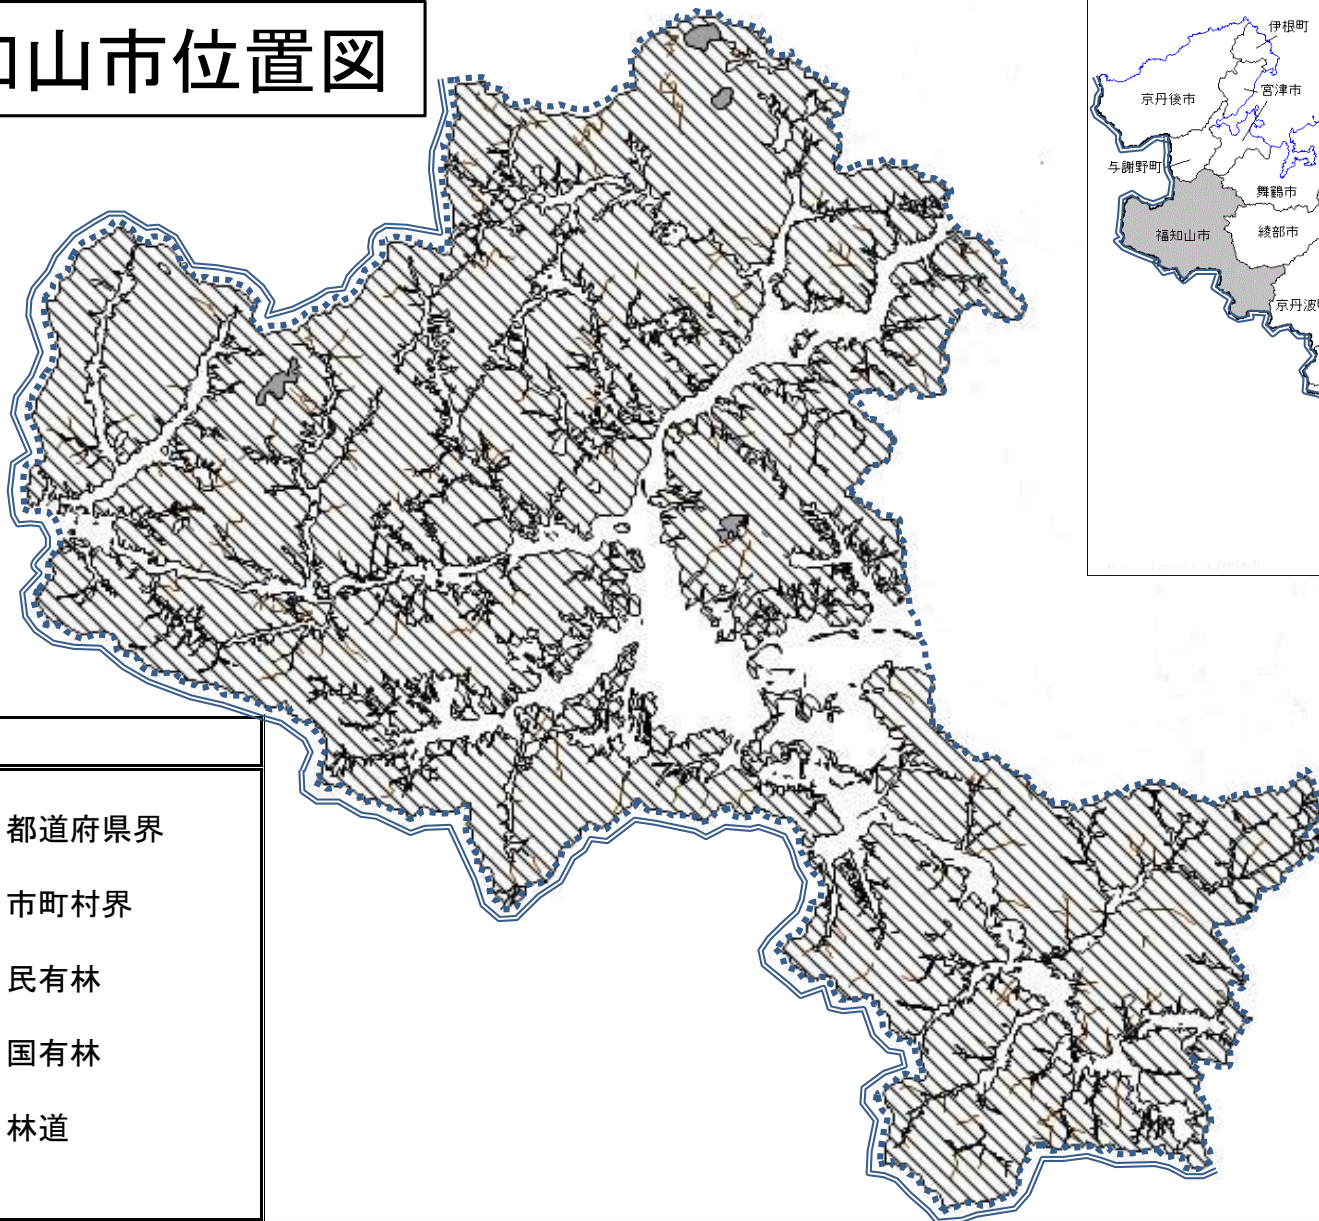 知山市位置図
伊根町
京丹後市
宮津市
与謝野町
舞鶴市
福知山市
綾部市
京丹波町
都道府県界
市町村界
民有林
国有林
林道